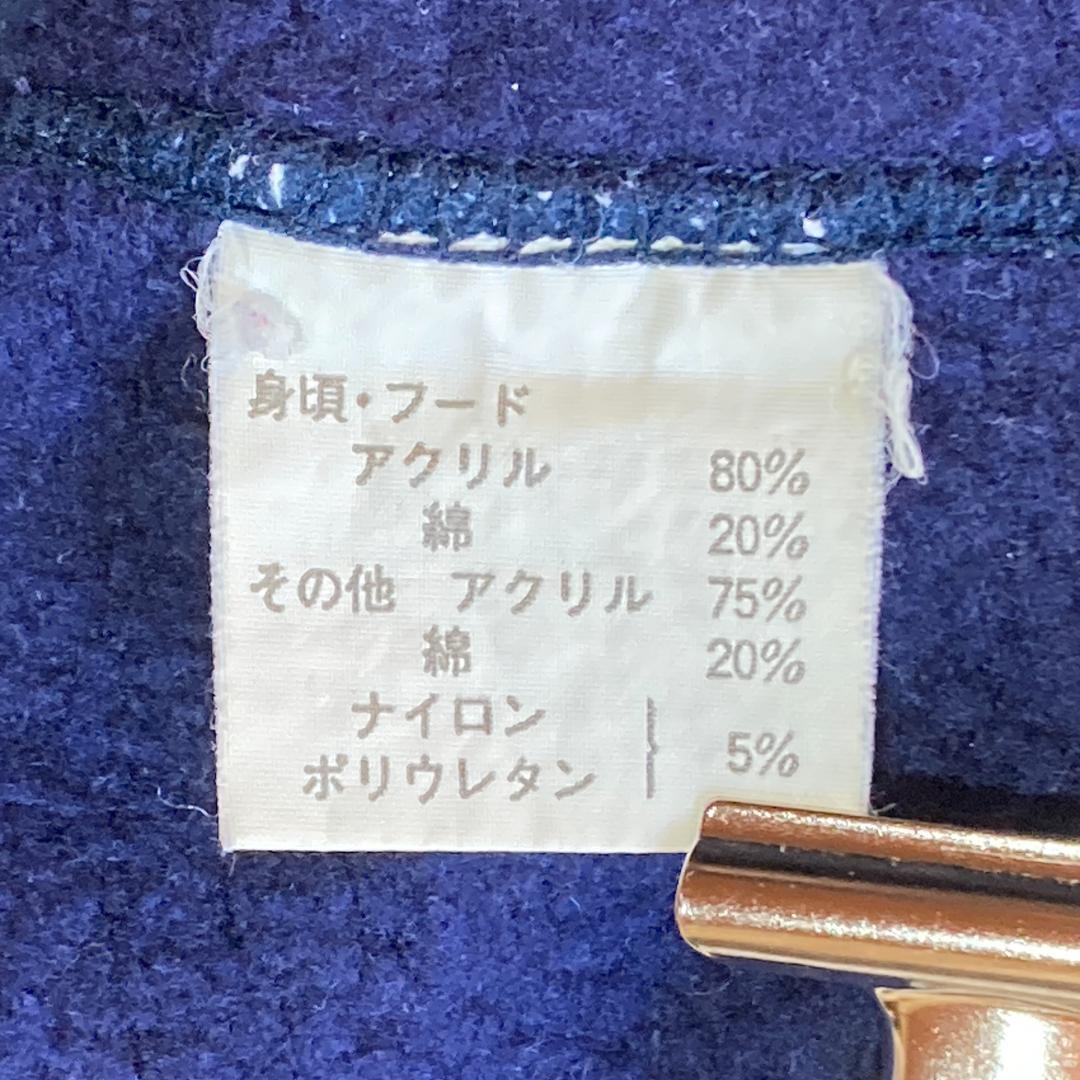 身頃・フード
アクリル 80%
綿 20%
その他 アクリル 75%
綿 20%
ナイロン
ポリウレタン 5%